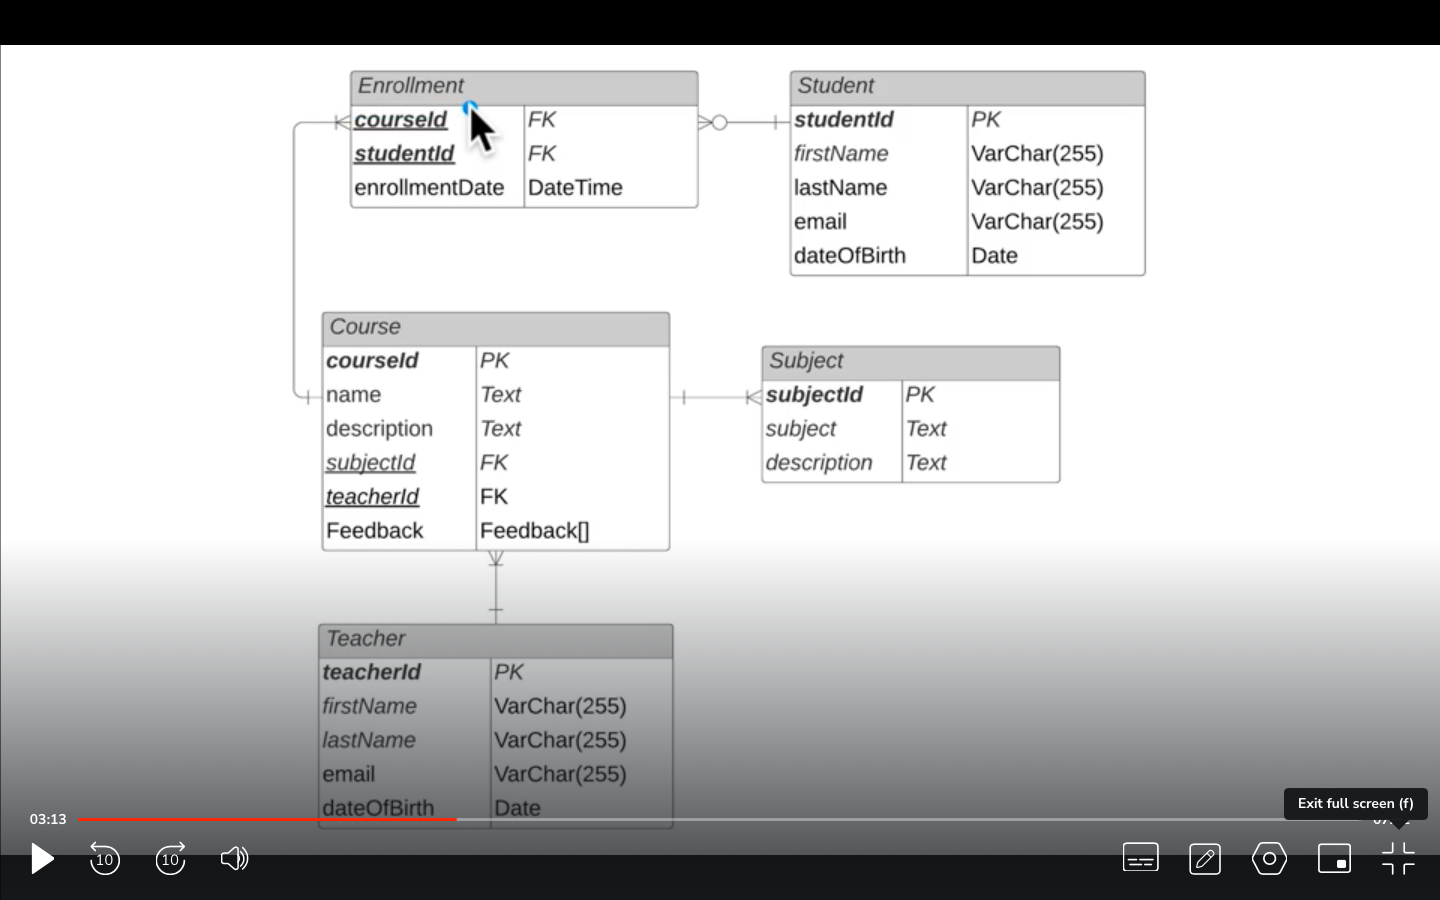 Enrollment
courseId FK
studentId FK
enrollmentDate DateTime
Student
studentId PK
firstName VarChar(255)
lastName VarChar(255)
email VarChar(255)
dateOfBirth Date
Course
courseId PK
name Text
description Text
subjectId FK
teacherId FK
Feedback Feedback[]
Subject
subjectId PK
subject Text
description Text
Teacher
teacherId PK
firstName VarChar(255)
lastName VarChar(255)
email VarChar(255)
dateOfBirth Date
Exit full screen (f)
03:13
10
10